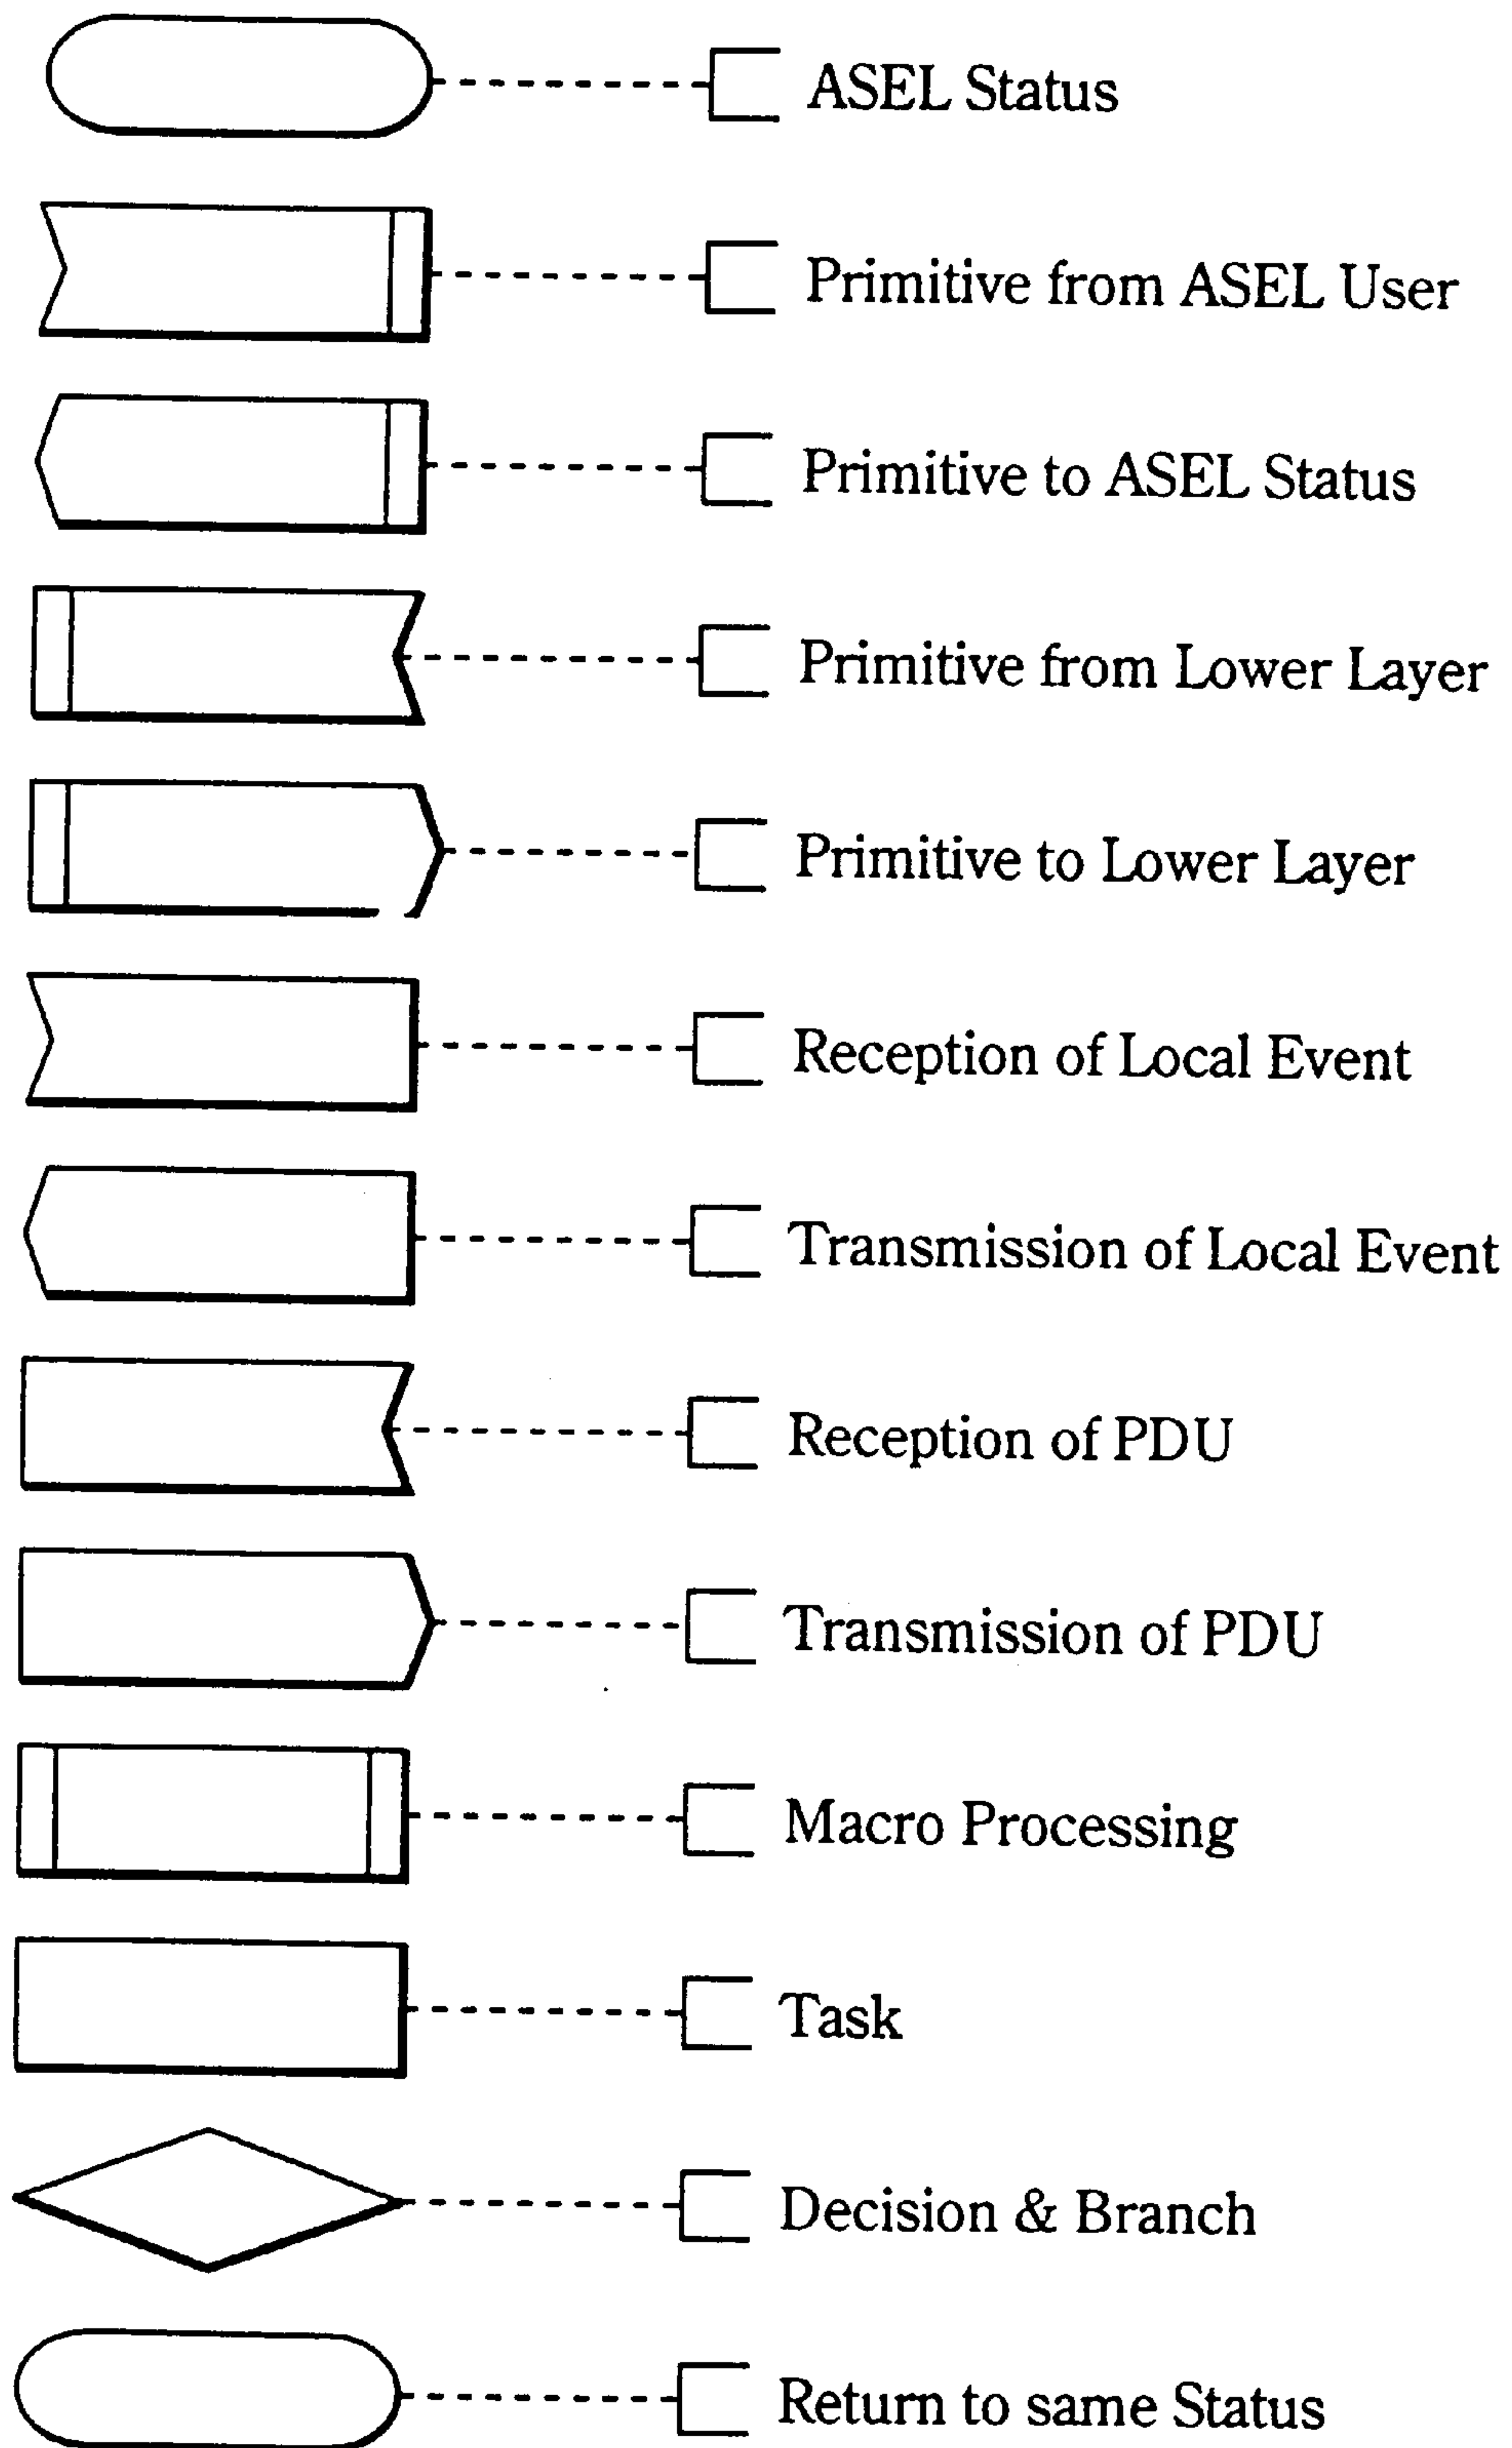 ASEL Status
Primitive from ASEL User
Primitive to ASEL Status
Primitive from Lower Layer
Primitive to Lower Layer
Reception of Local Event
Transmission of Local Event
Reception of PDU
Transmission of PDU
Macro Processing
Task
Decision & Branch
Return to same Status